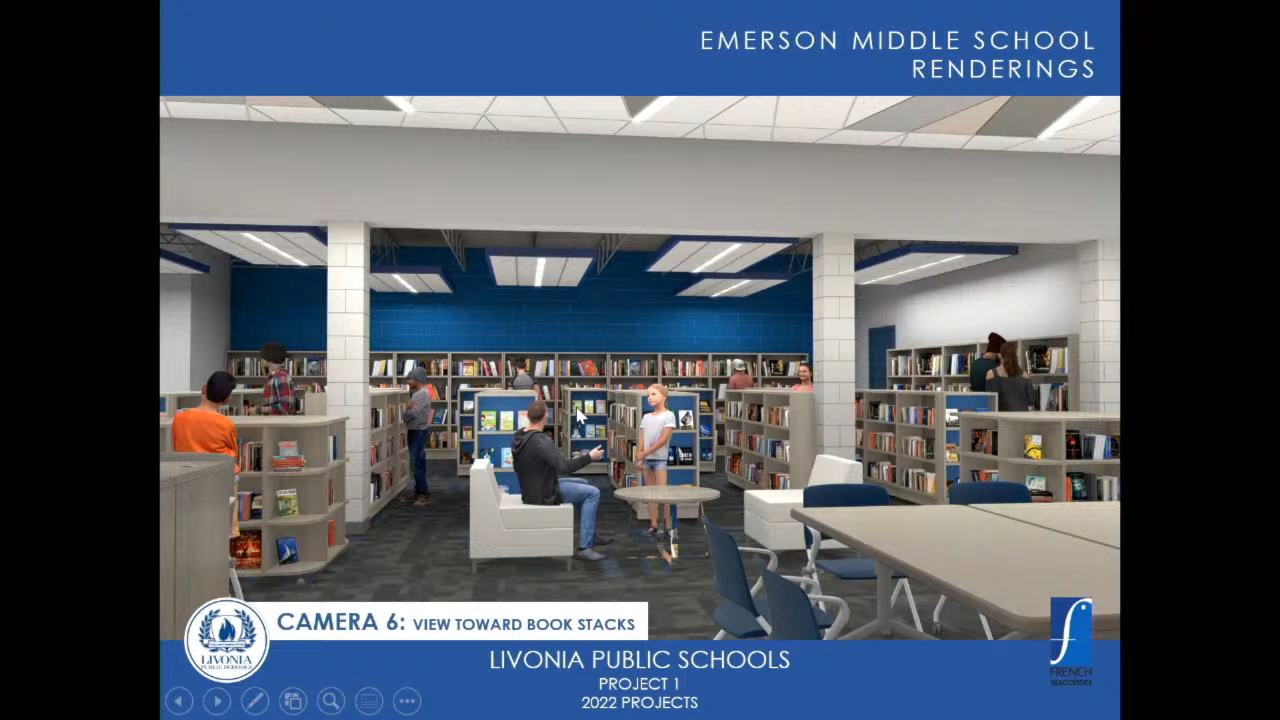 EMERSON MIDDLE SCHOOL
RENDERINGS
CAMERA 6: VIEW TOWARD BOOK STACKS
LIVONIA
PUBLIC SCHOOLS
LIVONIA PUBLIC SCHOOLS
PROJECT 1
2022 PROJECTS
f
FRENCH
associates